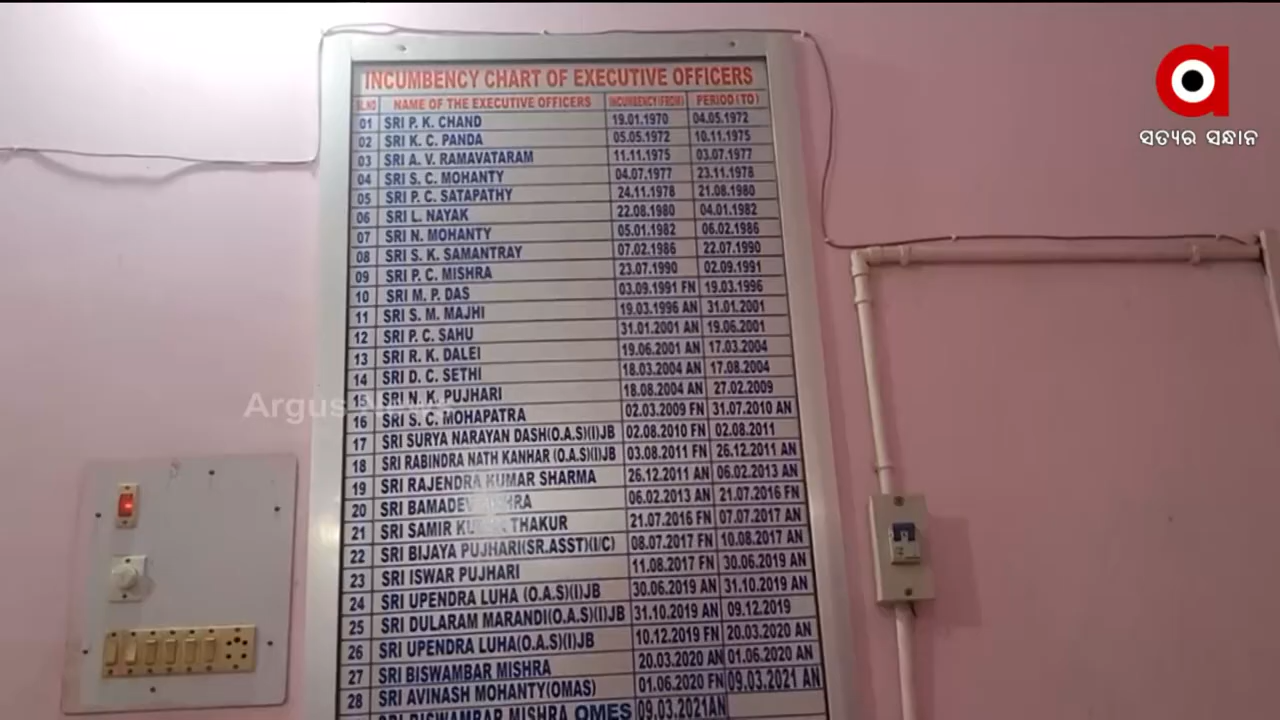 INCUMBENCY CHART OF EXECUTIVE OFFICERS
SL.NO NAME OF THE EXECUTIVE OFFICERS INCUMBENCY(FROM) PERIOD(TO)
01 SRI P. K. CHAND 19.01.1970 04.05.1972
02 SRI K. C. PANDA 05.05.1972 10.11.1975
03 SRI A. V. RAMAVATARAM 11.11.1975 03.07.1977
04 SRI S. C. MOHANTY 04.07.1977 23.11.1978
05 SRI P. C. SATAPATHY 24.11.1978 21.08.1980
06 SRI L. NAYAK 22.08.1980 04.01.1982
07 SRI N. MOHANTY 05.01.1982 06.02.1986
08 SRI S. K. SAMANTRAY 07.02.1986 22.07.1990
09 SRI P. C. MISHRA 23.07.1990 02.09.1991
10 SRI M. P. DAS 03.09.1991 FN 19.03.1996
11 SRI S. M. MAJHI 19.03.1996 AN 31.01.2001
12 SRI P. C. SAHU 31.01.2001 AN 19.06.2001
13 SRI R. K. DALEI 19.06.2001 AN 17.03.2004
14 SRI D. C. SETHI 18.03.2004 AN 17.08.2004
15 SRI N. K. PUJHARI 18.08.2004 AN 27.02.2009
16 SRI S. C. MOHAPATRA 02.03.2009 FN 31.07.2010 AN
17 SRI SURYA NARAYAN DASH(O.A.S)(I)JB 02.08.2010 FN 02.08.2011
18 SRI RABINDRA NATH KANHAR (O.A.S)(I)JB 03.08.2011 FN 26.12.2011 AN
19 SRI RAJENDRA KUMAR SHARMA 26.12.2011 AN 06.02.2013 AN
20 SRI BAMADEV MISHRA 06.02.2013 AN 21.07.2016 FN
21 SRI SAMIR KUMAR THAKUR 21.07.2016 FN 07.07.2017 AN
22 SRI BIJAYA PUJHARI(SR.ASST)(I/C) 08.07.2017 FN 10.08.2017 AN
23 SRI ISWAR PUJHARI 11.08.2017 FN 30.06.2019 AN
24 SRI UPENDRA LUHA (O.A.S)(I)JB 30.06.2019 AN 31.10.2019 AN
25 SRI DULARAM MARANDI(O.A.S)(I)JB 31.10.2019 AN 09.12.2019
26 SRI UPENDRA LUHA(O.A.S)(I)JB 10.12.2019 FN 20.03.2020 AN
27 SRI BISWAMBAR MISHRA 20.03.2020 AN 01.06.2020 AN
28 SRI AVINASH MOHANTY(OMAS) 01.06.2020 FN 09.03.2021 AN
SRI BISWAMBAR MISHRA OMES 09.03.2021AN
ସତ୍ୟର ସନ୍ଧାନ
Argus News